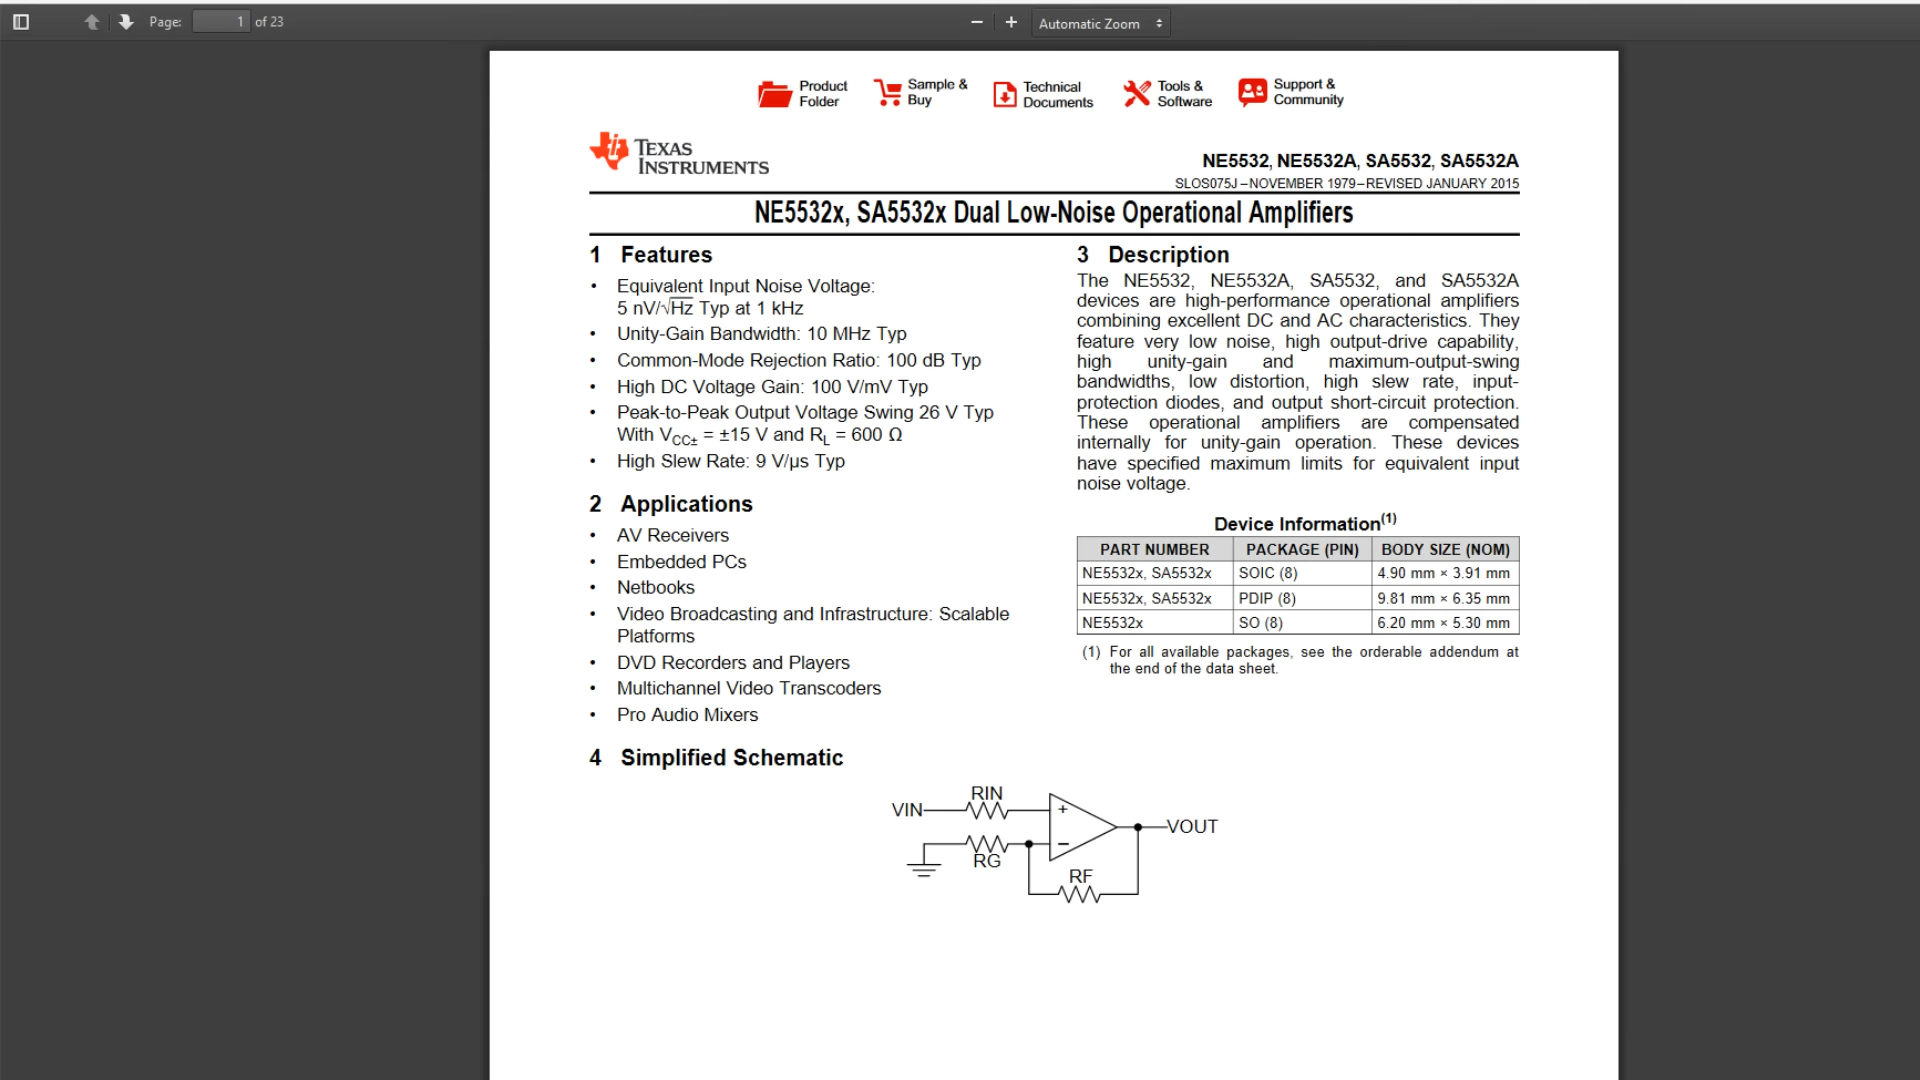 Page: 1 of 23
Automatic Zoom
Product
Folder
Sample &
Buy
Technical
Documents
Tools &
Software
Support &
Community
TEXAS
INSTRUMENTS
NE5532, NE5532A, SA5532, SA5532A
SLOS075J – NOVEMBER 1979 – REVISED JANUARY 2015
NE5532x, SA5532x Dual Low-Noise Operational Amplifiers
1 Features
• Equivalent Input Noise Voltage:
5 nV/√Hz Typ at 1 kHz
• Unity-Gain Bandwidth: 10 MHz Typ
• Common-Mode Rejection Ratio: 100 dB Typ
• High DC Voltage Gain: 100 V/mV Typ
• Peak-to-Peak Output Voltage Swing 26 V Typ
With VCC± = ±15 V and RL = 600 Ω
• High Slew Rate: 9 V/μs Typ
2 Applications
• AV Receivers
• Embedded PCs
• Netbooks
• Video Broadcasting and Infrastructure: Scalable
Platforms
• DVD Recorders and Players
• Multichannel Video Transcoders
• Pro Audio Mixers
3 Description
The NE5532, NE5532A, SA5532, and SA5532A
devices are high-performance operational amplifiers
combining excellent DC and AC characteristics. They
feature very low noise, high output-drive capability,
high unity-gain and maximum-output-swing
bandwidths, low distortion, high slew rate, input-
protection diodes, and output short-circuit protection.
These operational amplifiers are compensated
internally for unity-gain operation. These devices
have specified maximum limits for equivalent input
noise voltage.
Device Information(1)
PART NUMBER PACKAGE (PIN) BODY SIZE (NOM)
NE5532x, SA5532x SOIC (8) 4.90 mm × 3.91 mm
NE5532x, SA5532x PDIP (8) 9.81 mm × 6.35 mm
NE5532x SO (8) 6.20 mm × 5.30 mm
(1) For all available packages, see the orderable addendum at
the end of the data sheet.
4 Simplified Schematic
RIN
VIN
+
VOUT
−
RG
RF